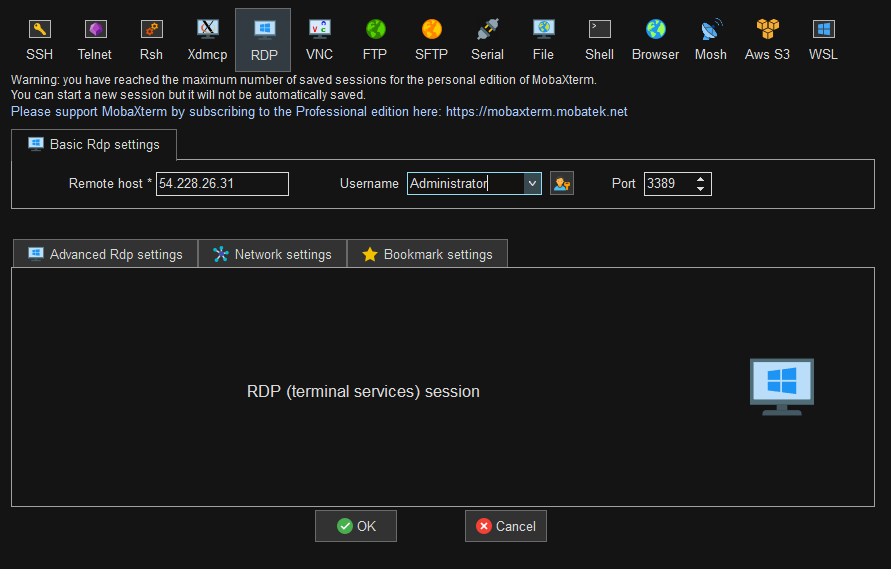 SSH Telnet Rsh Xdmcp RDP VNC FTP SFTP Serial File Shell Browser Mosh Aws S3 WSL
Warning: you have reached the maximum number of saved sessions for the personal edition of MobaXterm.
You can start a new session but it will not be automatically saved.
Please support MobaXterm by subscribing to the Professional edition here: https://mobaxterm.mobatek.net
Basic Rdp settings
Remote host * 54.228.26.31 Username Administrator Port 3389
Advanced Rdp settings Network settings Bookmark settings
RDP (terminal services) session
OK Cancel